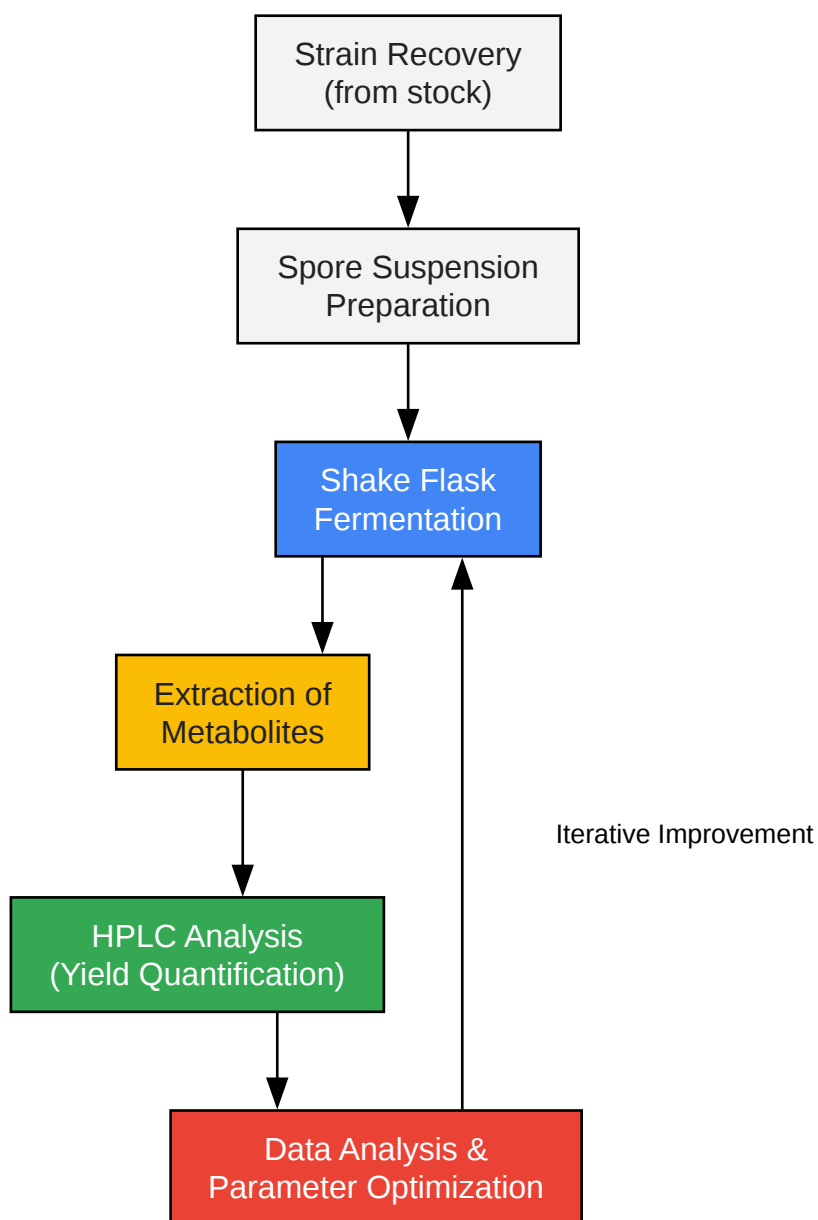 Strain Recovery
(from stock)
Spore Suspension
Preparation
Shake Flask
Fermentation
Extraction of
Metabolites
Iterative Improvement
HPLC Analysis
(Yield Quantification)
Data Analysis &
Parameter Optimization